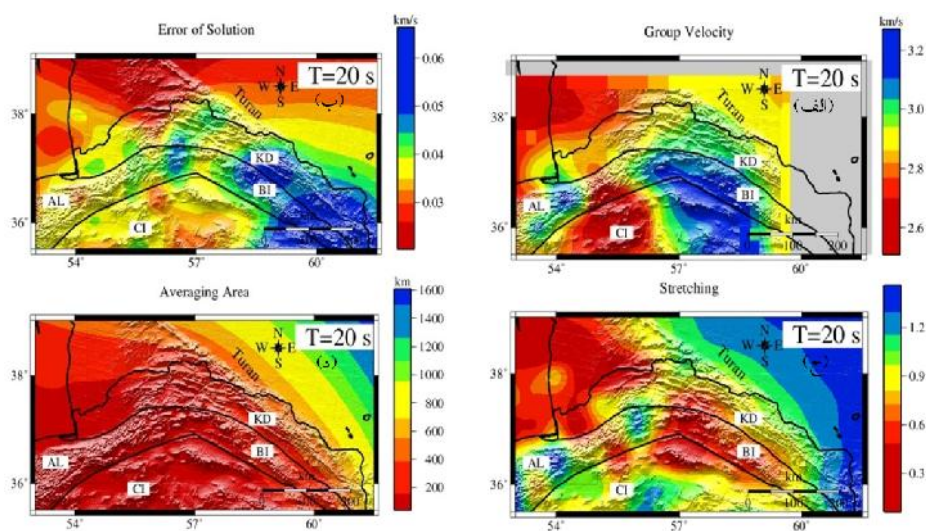 Error of Solution
km/s
T=20 s
N
W E
S
(ب)
Turan
KD
BI
AL
CI
km
0 100 200
38°
36°
54°
57°
60°
0.06
0.05
0.04
0.03
Group Velocity
km/s
T=20 s
N
W E
S
(الف)
Turan
KD
BI
AL
CI
km
0 100 200
38°
36°
54°
57°
60°
3.2
3.0
2.8
2.6
Averaging Area
km
T=20 s
N
W E
S
(د)
Turan
KD
BI
AL
CI
38°
36°
54°
57°
60°
1600
1400
1200
1000
800
600
400
200
Stretching
T=20 s
N
W E
S
(ج)
Turan
KD
BI
AL
CI
km
0 100 200
38°
36°
54°
57°
60°
1.2
0.9
0.6
0.3